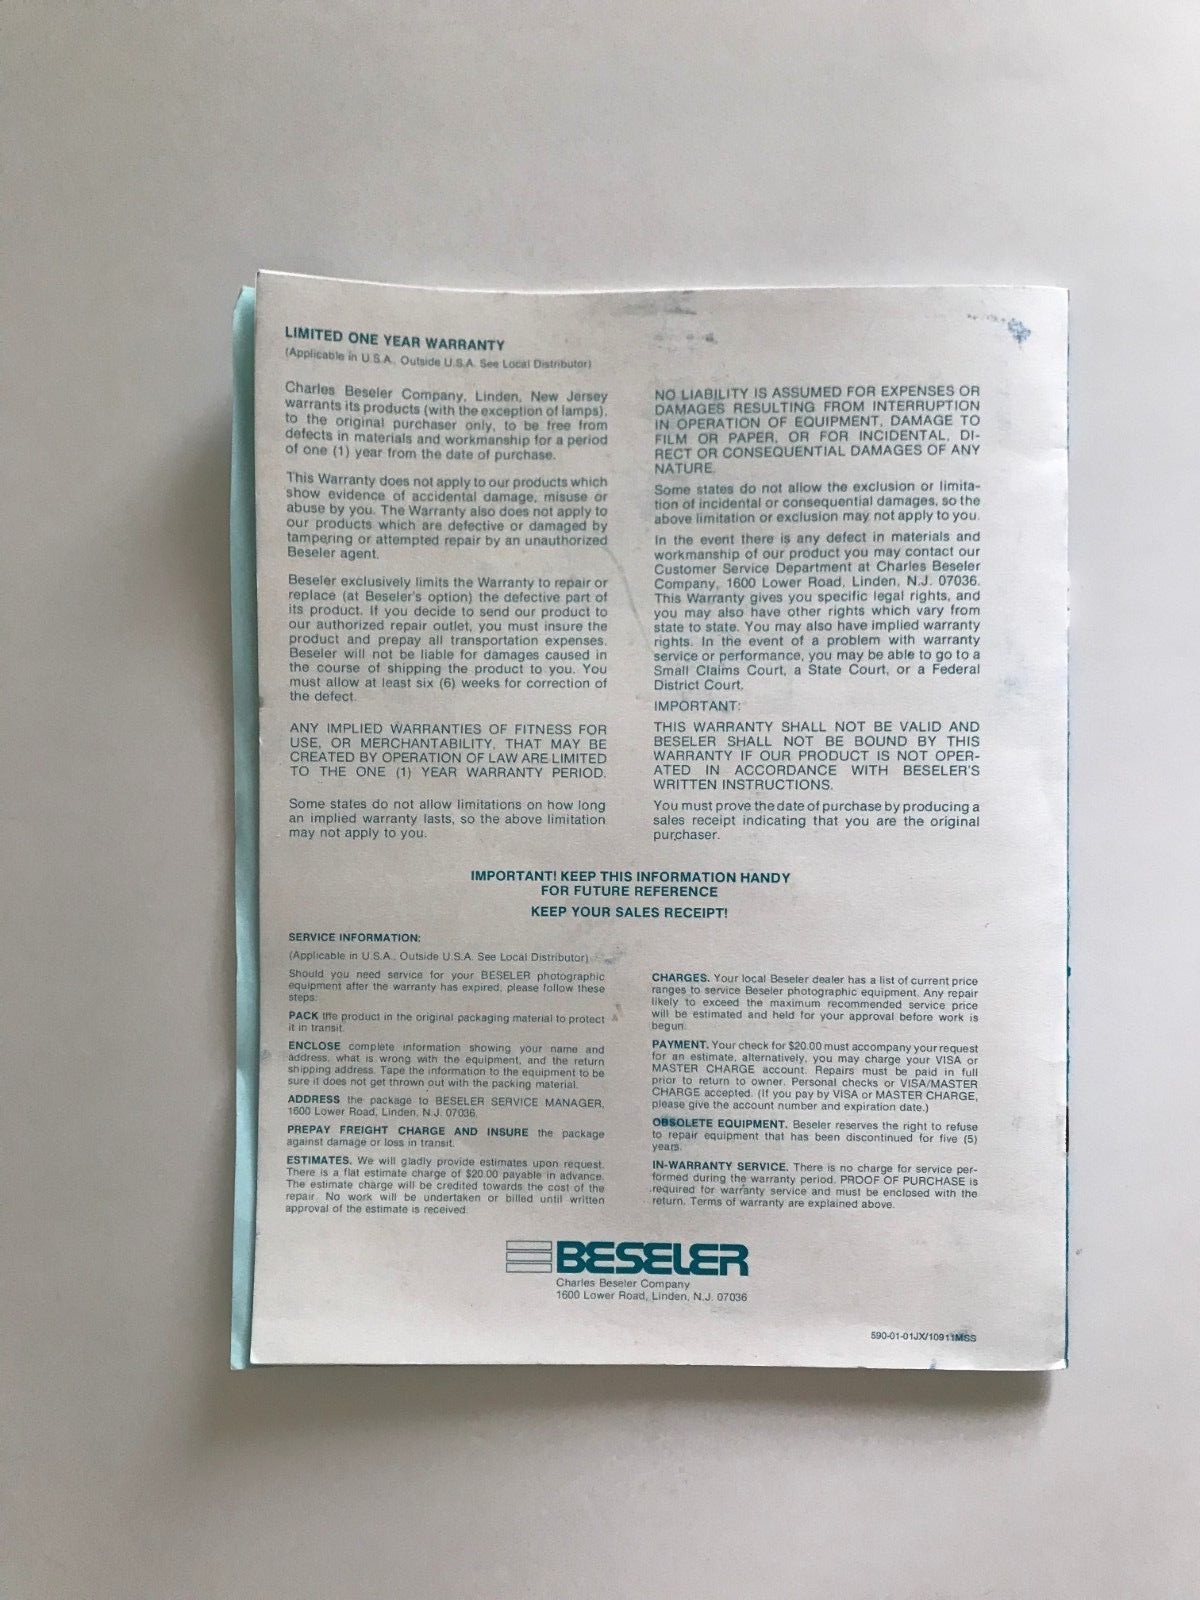 LIMITED ONE YEAR WARRANTY
(Applicable in U.S.A. Outside U.S.A. See Local Distributor)
Charles Beseler Company, Linden, New Jersey
warrants its products (with the exception of lamps),
to the original purchaser only, to be free from
defects in materials and workmanship for a period
of one (1) year from the date of purchase.
This Warranty does not apply to our products which
show evidence of accidental damage, misuse or
abuse by you. The Warranty also does not apply to
our products which are defective or damaged by
tampering or attempted repair by an unauthorized
Beseler agent.
Beseler exclusively limits the Warranty to repair or
replace (at Beseler's option) the defective part of
its product. If you decide to send our product to
our authorized repair outlet, you must insure the
product and prepay all transportation expenses.
Beseler will not be liable for damages caused in
the course of shipping the product to you. You
must allow at least six (6) weeks for correction of
the defect.
ANY IMPLIED WARRANTIES OF FITNESS FOR
USE, OR MERCHANTABILITY, THAT MAY BE
CREATED BY OPERATION OF LAW ARE LIMITED
TO THE ONE (1) YEAR WARRANTY PERIOD.
Some states do not allow limitations on how long
an implied warranty lasts, so the above limitation
may not apply to you.
NO LIABILITY IS ASSUMED FOR EXPENSES OR
DAMAGES RESULTING FROM INTERRUPTION
IN OPERATION OF EQUIPMENT, DAMAGE TO
FILM OR PAPER, OR FOR INCIDENTAL, DI-
RECT OR CONSEQUENTIAL DAMAGES OF ANY
NATURE.
Some states do not allow the exclusion or limita-
tion of incidental or consequential damages, so the
above limitation or exclusion may not apply to you.
In the event there is any defect in materials and
workmanship of our product you may contact our
Customer Service Department at Charles Beseler
Company, 1600 Lower Road, Linden, N.J. 07036.
This Warranty gives you specific legal rights, and
you may also have other rights which vary from
state to state. You may also have implied warranty
rights. In the event of a problem with warranty
service or performance, you may be able to go to a
Small Claims Court, a State Court, or a Federal
District Court.
IMPORTANT:
THIS WARRANTY SHALL NOT BE VALID AND
BESELER SHALL NOT BE BOUND BY THIS
WARRANTY IF OUR PRODUCT IS NOT OPER-
ATED IN ACCORDANCE WITH BESELER'S
WRITTEN INSTRUCTIONS.
You must prove the date of purchase by producing a
sales receipt indicating that you are the original
purchaser.
IMPORTANT! KEEP THIS INFORMATION HANDY
FOR FUTURE REFERENCE
KEEP YOUR SALES RECEIPT!
SERVICE INFORMATION:
(Applicable in U.S.A., Outside U.S.A. See Local Distributor)
Should you need service for your BESELER photographic
equipment after the warranty has expired, please follow these
steps:
PACK the product in the original packaging material to protect
it in transit.
ENCLOSE complete information showing your name and
address, what is wrong with the equipment, and the return
shipping address. Tape the information to the equipment to be
sure it does not get thrown out with the packing material.
ADDRESS the package to BESELER SERVICE MANAGER,
1600 Lower Road, Linden, N.J. 07036.
PREPAY FREIGHT CHARGE AND INSURE the package
against damage or loss in transit.
ESTIMATES. We will gladly provide estimates upon request.
There is a flat estimate charge of $20.00 payable in advance.
The estimate charge will be credited towards the cost of the
repair. No work will be undertaken or billed until written
approval of the estimate is received.
CHARGES. Your local Beseler dealer has a list of current price
ranges to service Beseler photographic equipment. Any repair
likely to exceed the maximum recommended service price
will be estimated and held for your approval before work is
begun.
PAYMENT. Your check for $20.00 must accompany your request
for an estimate, alternatively, you may charge your VISA or
MASTER CHARGE account. Repairs must be paid in full
prior to return to owner. Personal checks or VISA/MASTER
CHARGE accepted. (If you pay by VISA or MASTER CHARGE,
please give the account number and expiration date.)
OBSOLETE EQUIPMENT. Beseler reserves the right to refuse
to repair equipment that has been discontinued for five (5)
years.
IN-WARRANTY SERVICE. There is no charge for service per-
formed during the warranty period. PROOF OF PURCHASE is
required for warranty service and must be enclosed with the
return. Terms of warranty are explained above.
BESELER
Charles Beseler Company
1600 Lower Road, Linden, N.J. 07036
590-01-01JX/10911MSS